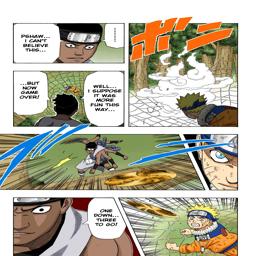 PSHAW...
I CAN'T
BELIEVE
THIS...
...BUT
NOW
GAME
OVER!
WELL...
I SUPPOSE
IT WAS
MORE
FUN THIS
WAY...
ONE
DOWN...
THREE
TO GO!